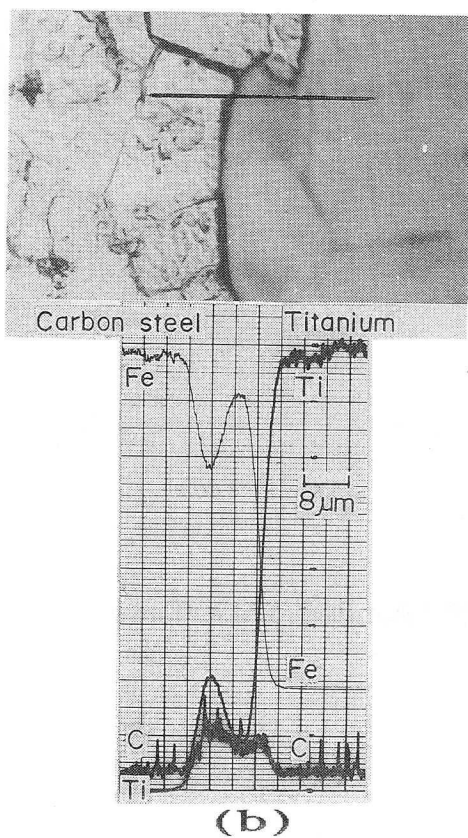 Carbon steel Titanium
Fe Ti
8μm
Fe
C C
Ti
(b)